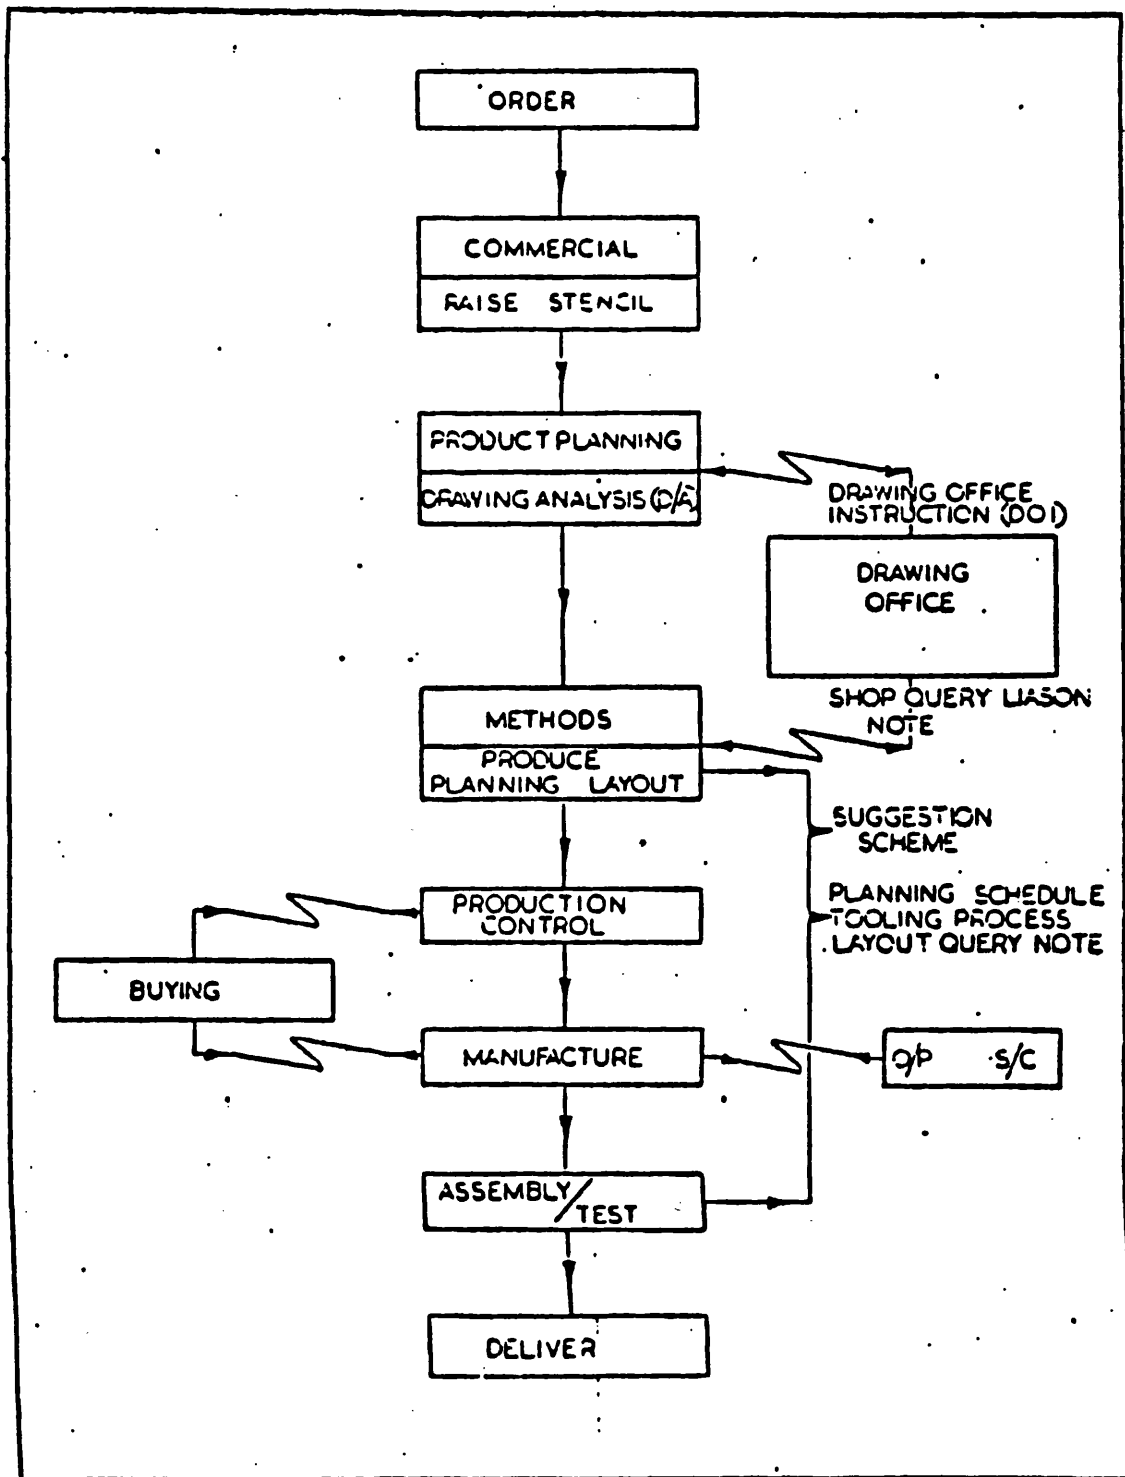 ORDER
COMMERCIAL
RAISE STENCIL
PRODUCT PLANNING
DRAWING ANALYSIS (D/A)
DRAWING OFFICE
INSTRUCTION (DOI)
DRAWING
OFFICE
SHOP QUERY LIASON
NOTE
METHODS
PRODUCE
PLANNING LAYOUT
SUGGESTION
SCHEME
PLANNING SCHEDULE
TOOLING PROCESS
LAYOUT QUERY NOTE
PRODUCTION
CONTROL
BUYING
MANUFACTURE
O/P S/C
ASSEMBLY/
TEST
DELIVER